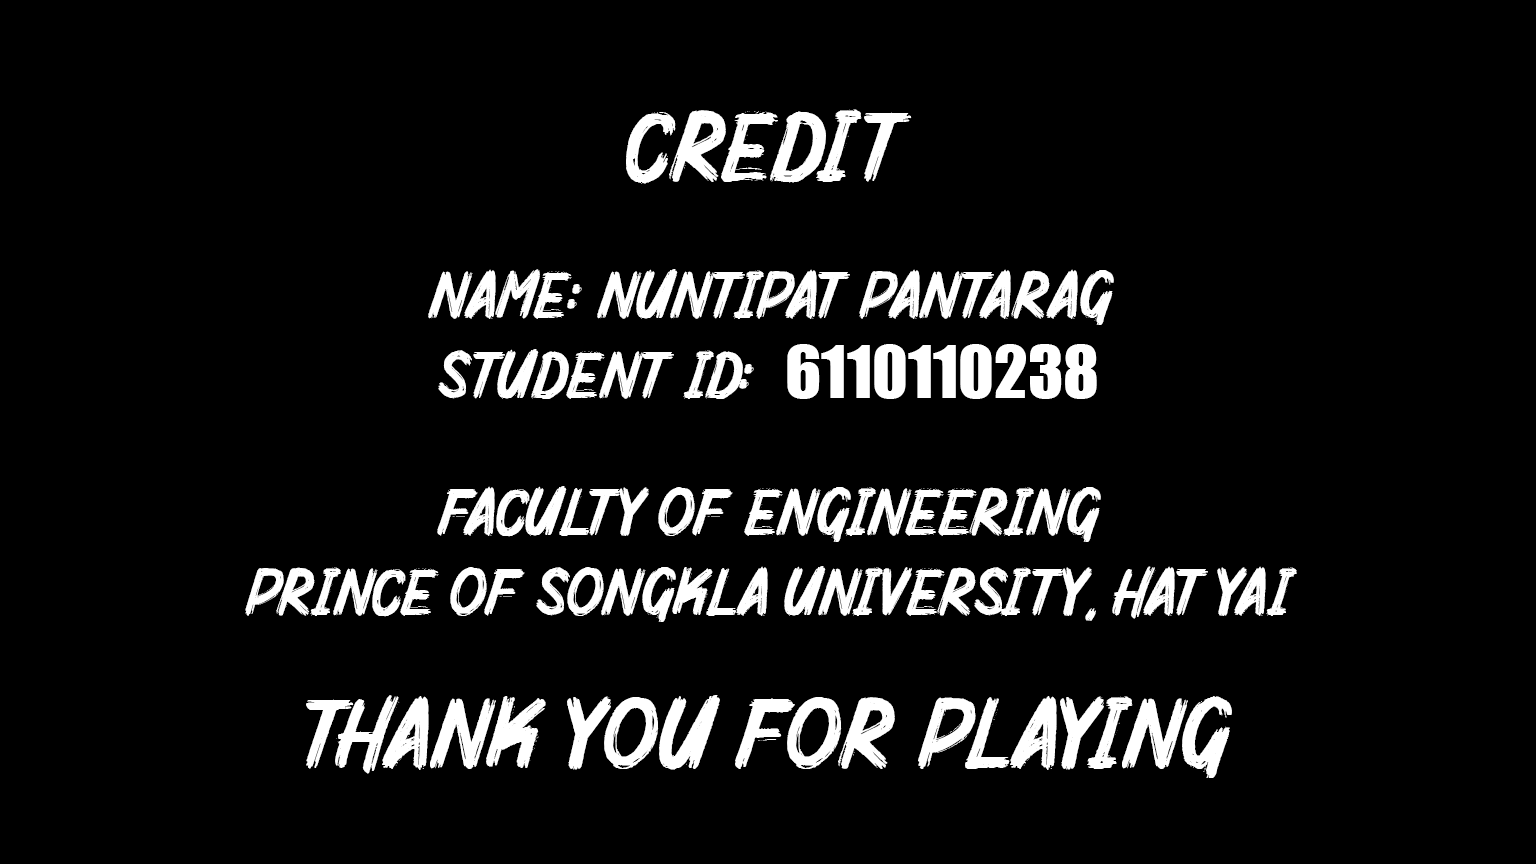 CREDIT
NAME: NUNTIPAT PANTARAG
STUDENT ID: 6110110238
FACULTY OF ENGINEERING
PRINCE OF SONGKLA UNIVERSITY, HAT YAI
THANK YOU FOR PLAYING